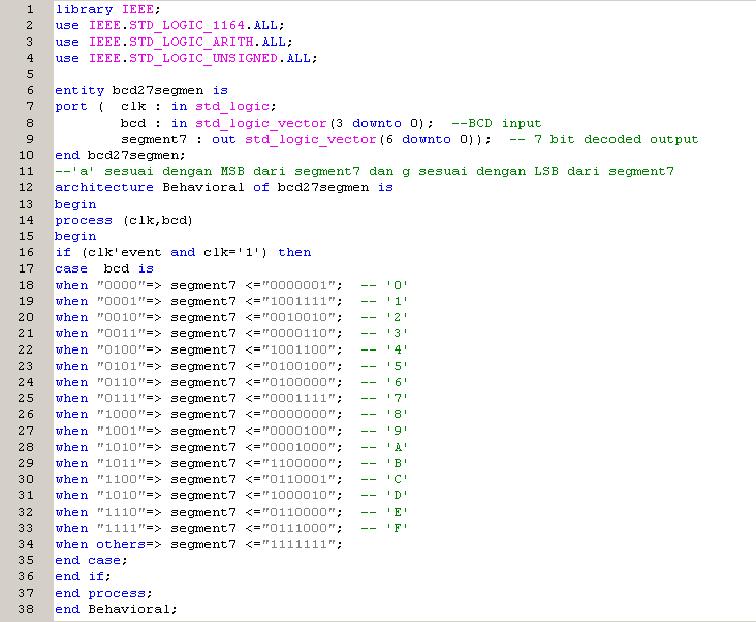 1 library IEEE;
2 use IEEE.STD_LOGIC_1164.ALL;
3 use IEEE.STD_LOGIC_ARITH.ALL;
4 use IEEE.STD_LOGIC_UNSIGNED.ALL;
5
6 entity bcd27segmen is
7 port ( clk : in std_logic;
8 bcd : in std_logic_vector(3 downto 0); --BCD input
9 segment7 : out std_logic_vector(6 downto 0)); -- 7 bit decoded output
10 end bcd27segmen;
11 --'a' sesuai dengan MSB dari segment7 dan g sesuai dengan LSB dari segment7
12 architecture Behavioral of bcd27segmen is
13 begin
14 process (clk,bcd)
15 begin
16 if (clk'event and clk='1') then
17 case bcd is
18 when "0000"=> segment7 <="0000001"; -- '0'
19 when "0001"=> segment7 <="1001111"; -- '1'
20 when "0010"=> segment7 <="0010010"; -- '2'
21 when "0011"=> segment7 <="0000110"; -- '3'
22 when "0100"=> segment7 <="1001100"; -- '4'
23 when "0101"=> segment7 <="0100100"; -- '5'
24 when "0110"=> segment7 <="0100000"; -- '6'
25 when "0111"=> segment7 <="0001111"; -- '7'
26 when "1000"=> segment7 <="0000000"; -- '8'
27 when "1001"=> segment7 <="0000100"; -- '9'
28 when "1010"=> segment7 <="0001000"; -- 'A'
29 when "1011"=> segment7 <="1100000"; -- 'B'
30 when "1100"=> segment7 <="0110001"; -- 'C'
31 when "1010"=> segment7 <="1000010"; -- 'D'
32 when "1110"=> segment7 <="0110000"; -- 'E'
33 when "1111"=> segment7 <="0111000"; -- 'F'
34 when others=> segment7 <="1111111";
35 end case;
36 end if;
37 end process;
38 end Behavioral;